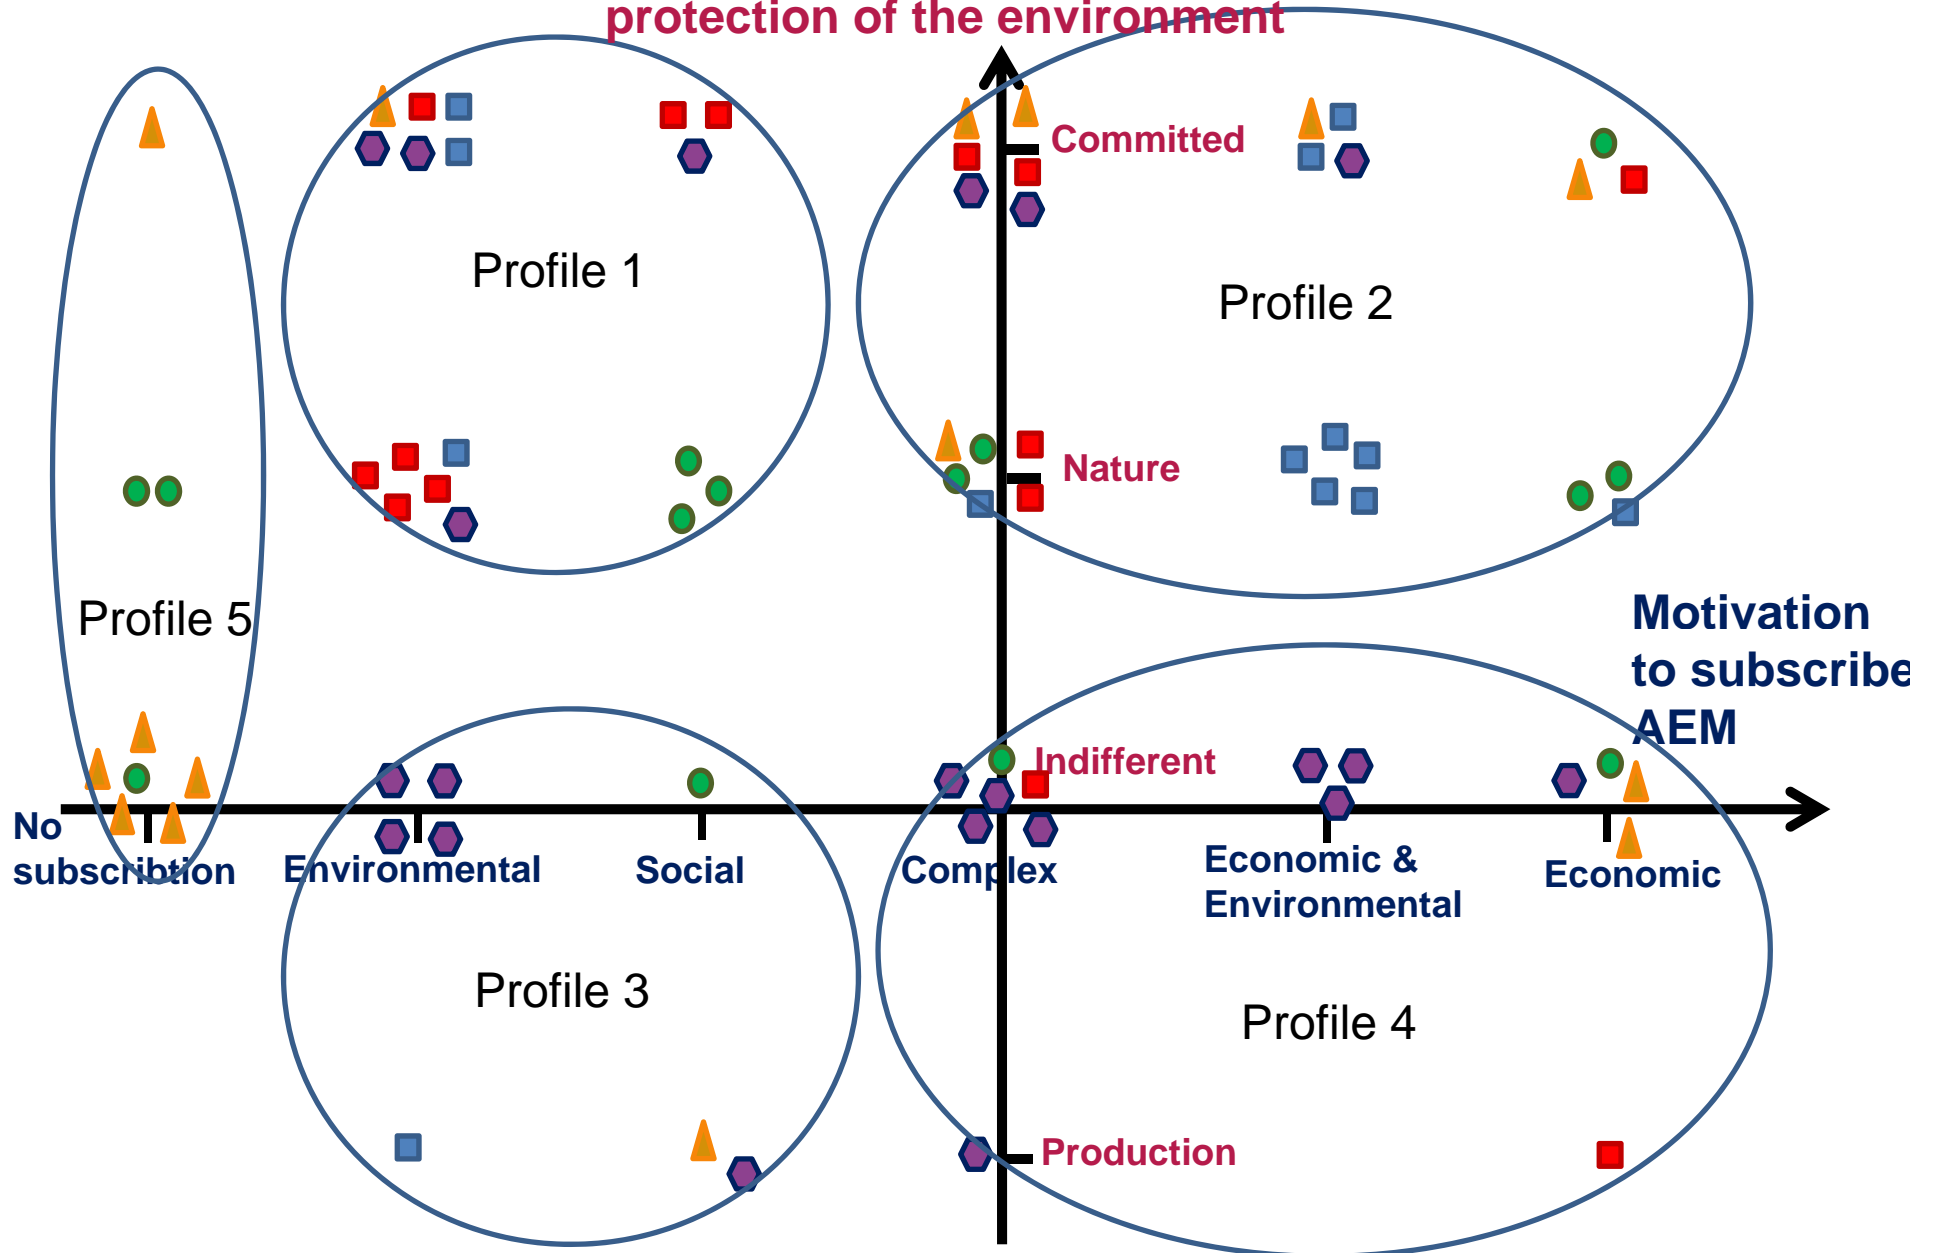 protection of the environment
Committed
Profile 1
Profile 2
Nature
Profile 5
Motivation
to subscribe
AEM
Indifferent
No
subscribtion
Environmental
Social
Complex
Economic &
Environmental
Economic
Profile 3
Profile 4
Production